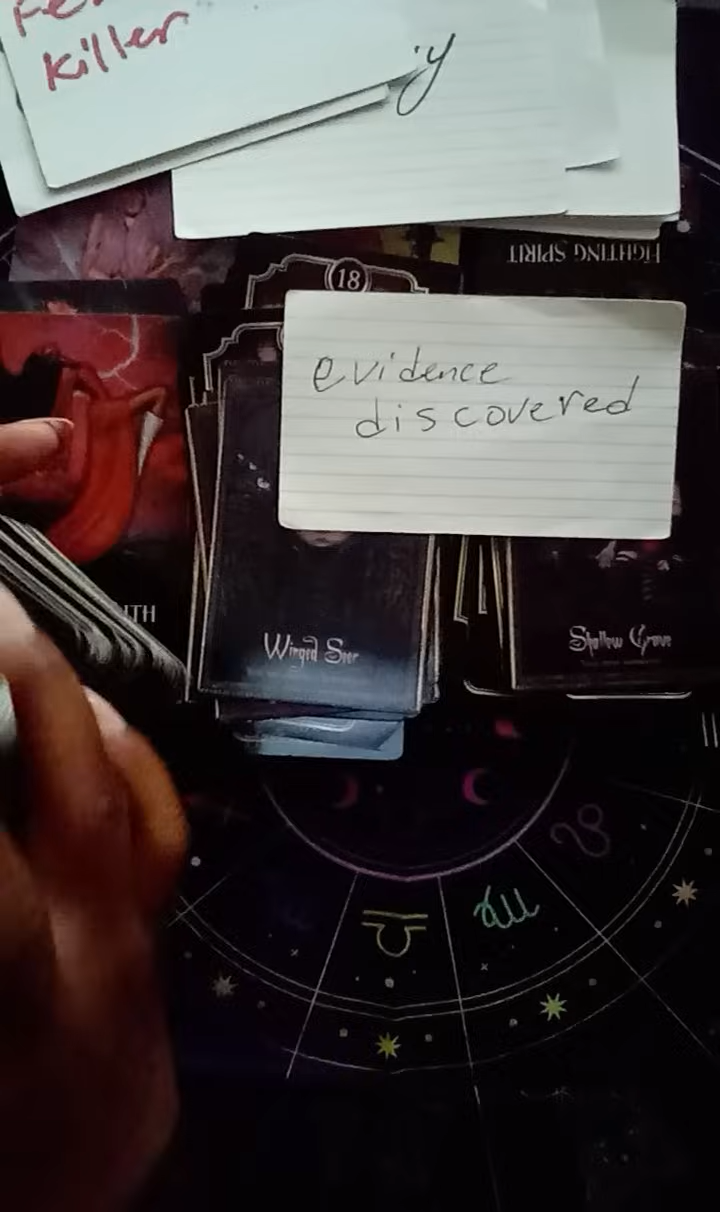 Killer
FIGHTING SPIRIT
18
evidence
discovered
Winged Seer
Shallow Grave